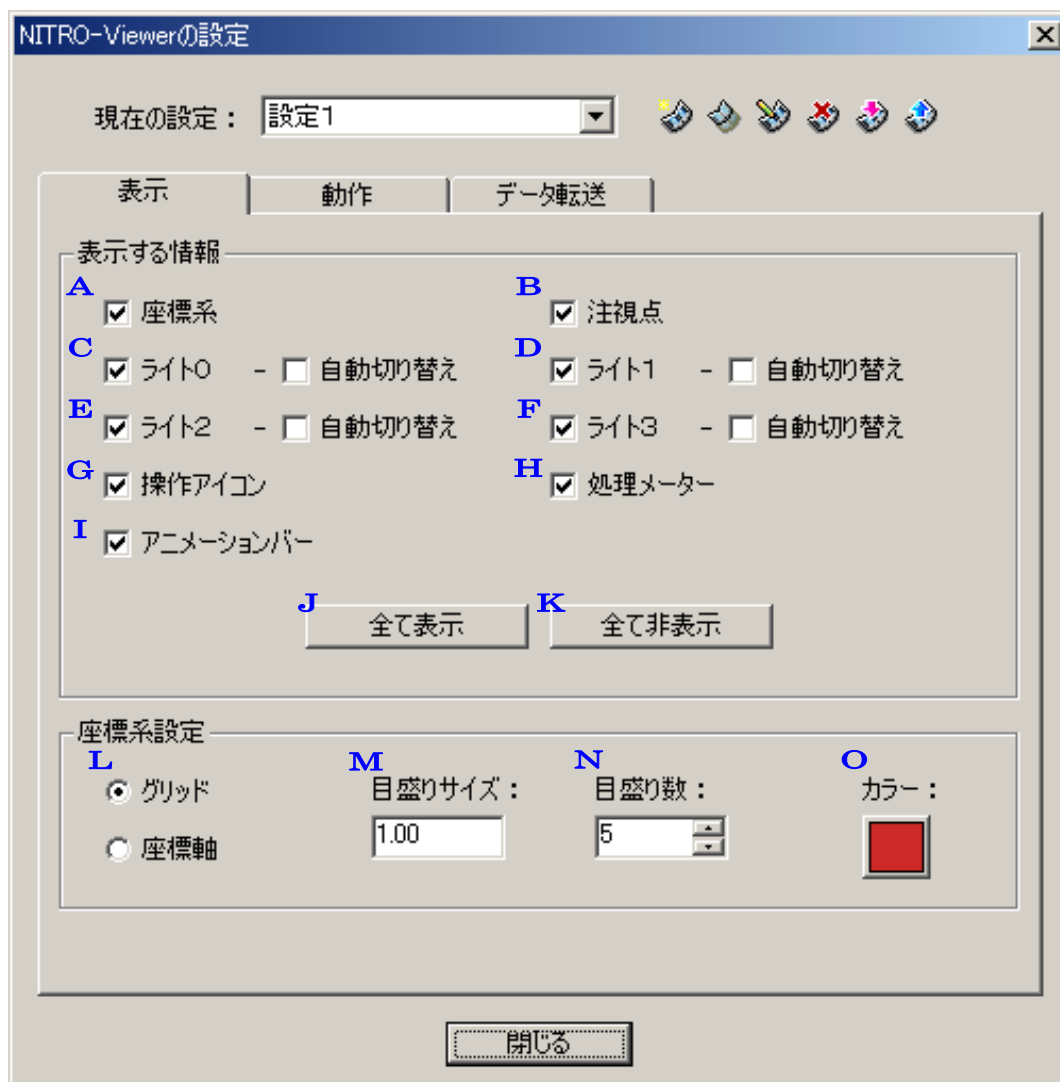 NITRO-Viewerの設定
現在の設定： 設定1
表示 動作 データ転送
表示する情報
A 座標系 B 注視点
C ライト0 - 自動切り替え D ライト1 - 自動切り替え
E ライト2 - 自動切り替え F ライト3 - 自動切り替え
G 操作アイコン H 処理メーター
I アニメーションバー
J 全て表示 K 全て非表示
座標系設定
L グリッド M 目盛りサイズ： N 目盛り数： O カラー：
座標軸 1.00 5
閉じる